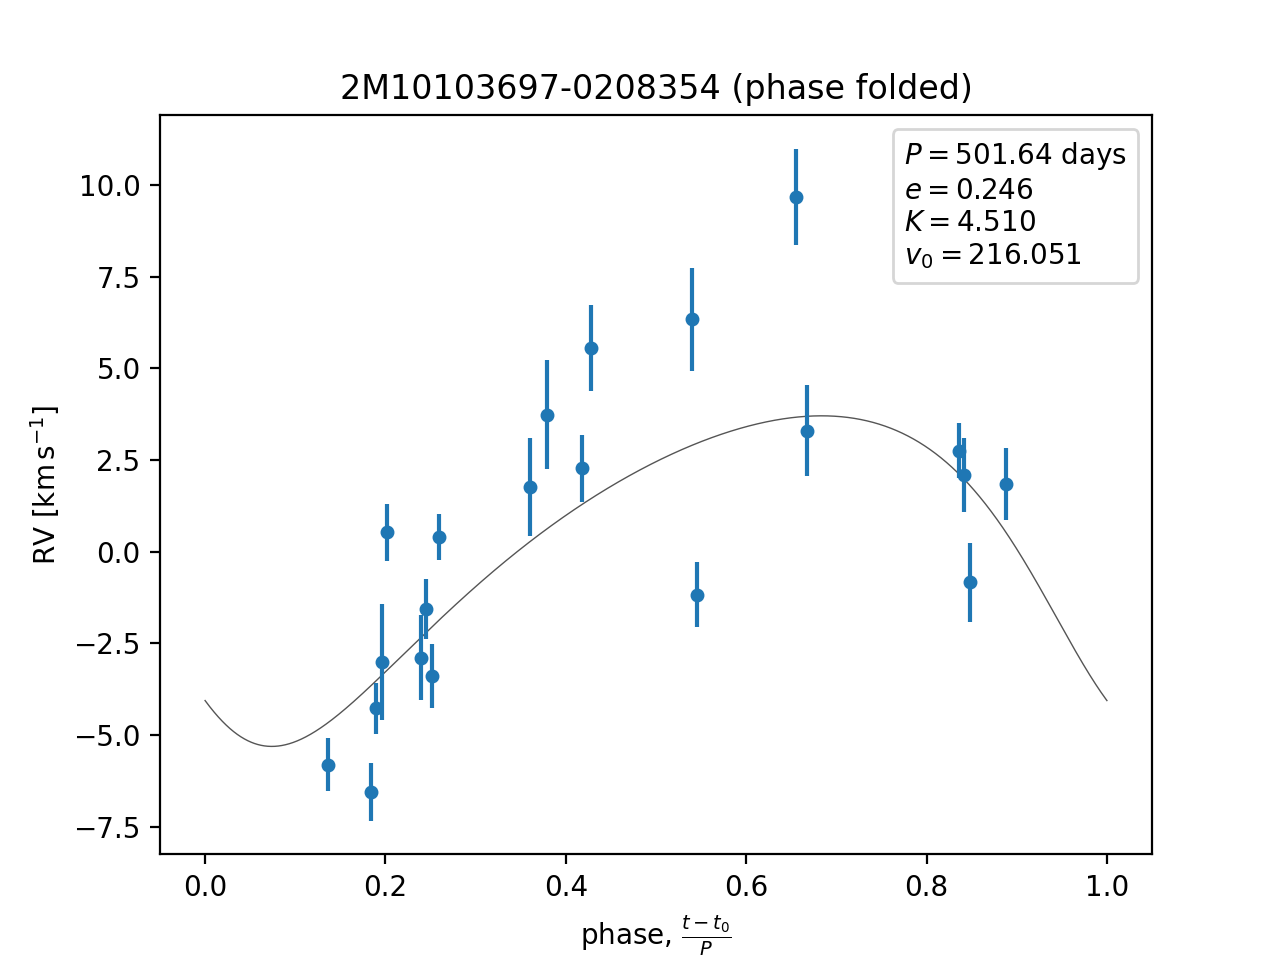 2M10103697-0208354 (phase folded)
P = 501.64 days
e = 0.246
K = 4.510
v₀ = 216.051
RV [km s⁻¹]
10.0
7.5
5.0
2.5
0.0
−2.5
−5.0
−7.5
0.0 0.2 0.4 0.6 0.8 1.0
phase, (t − t₀)/P